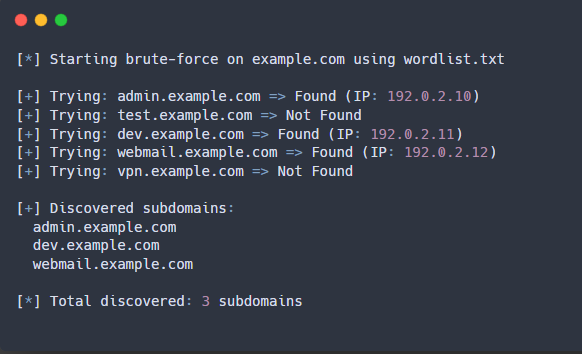 [*] Starting brute-force on example.com using wordlist.txt
[+] Trying: admin.example.com => Found (IP: 192.0.2.10)
[+] Trying: test.example.com => Not Found
[+] Trying: dev.example.com => Found (IP: 192.0.2.11)
[+] Trying: webmail.example.com => Found (IP: 192.0.2.12)
[+] Trying: vpn.example.com => Not Found
[+] Discovered subdomains:
admin.example.com
dev.example.com
webmail.example.com
[*] Total discovered: 3 subdomains